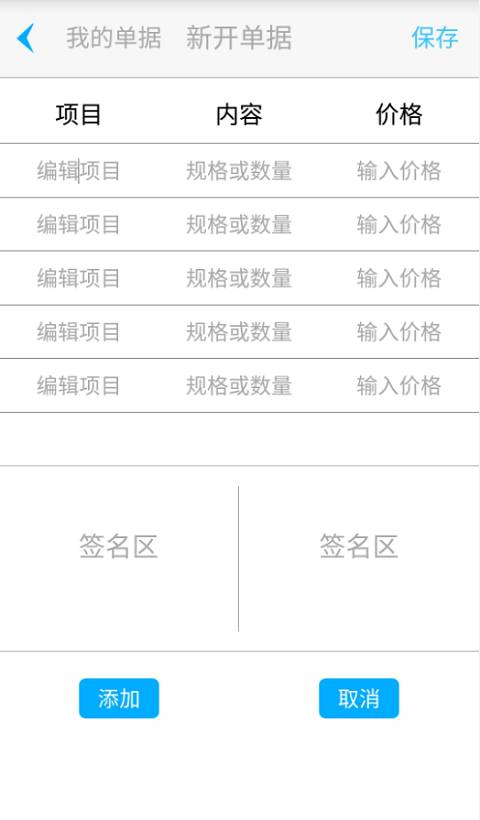 我的单据 新开单据 保存
项目 内容 价格
编辑项目 规格或数量 输入价格
编辑项目 规格或数量 输入价格
编辑项目 规格或数量 输入价格
编辑项目 规格或数量 输入价格
编辑项目 规格或数量 输入价格
签名区 签名区
添加 取消